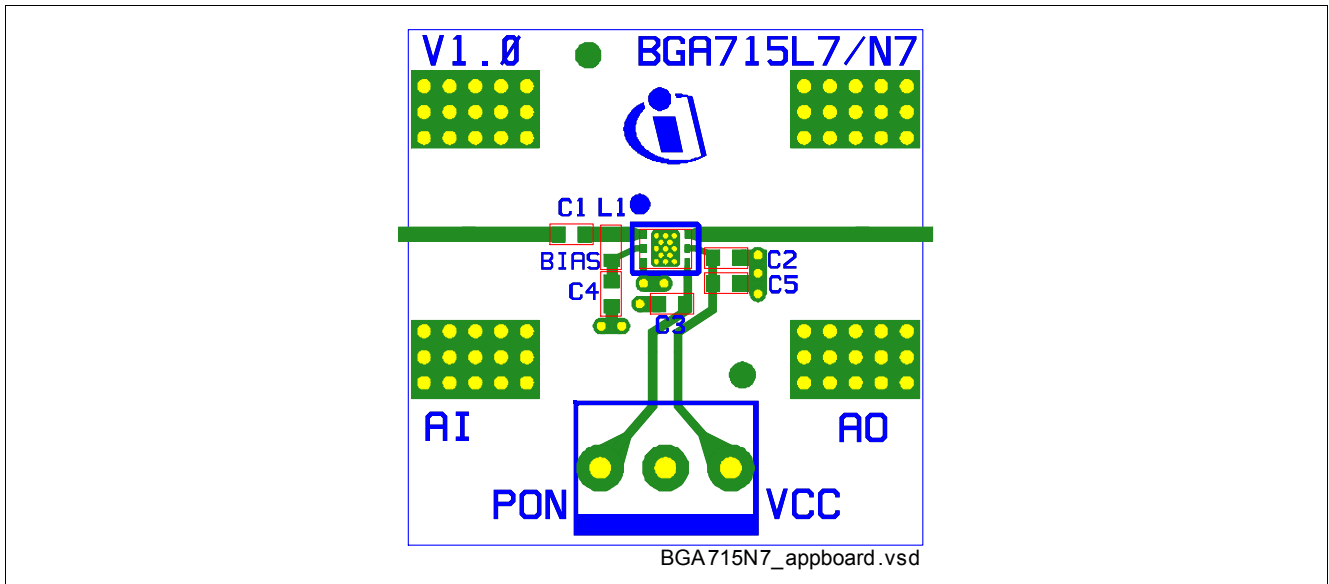 V1.0 BGA715L7/N7
C1 L1
BIAS C2
C4 C5
C3
AI AO
PON VCC
BGA715N7_appboard.vsd